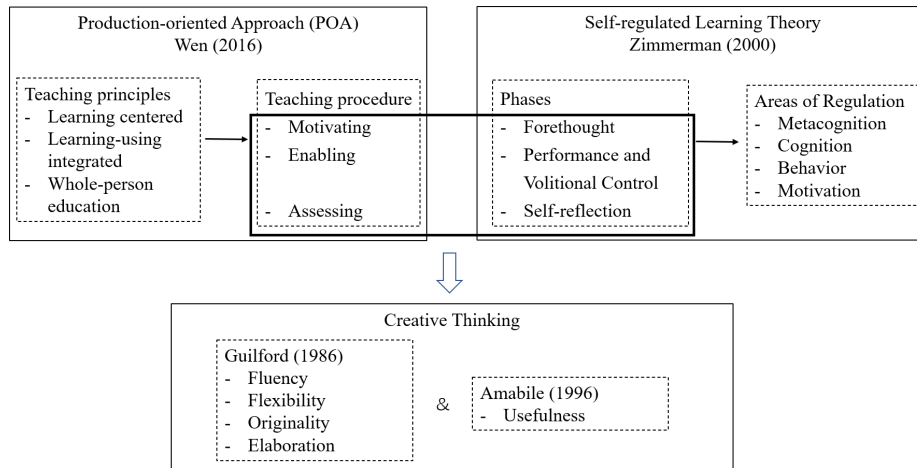 Production-oriented Approach (POA)
Wen (2016)
Teaching principles
- Learning centered
- Learning-using
integrated
- Whole-person
education
Teaching procedure
- Motivating
- Enabling
- Assessing
Self-regulated Learning Theory
Zimmerman (2000)
Phases
- Forethought
- Performance and
Volitional Control
- Self-reflection
Areas of Regulation
- Metacognition
- Cognition
- Behavior
- Motivation
Creative Thinking
Guilford (1986)
- Fluency
- Flexibility
- Originality
- Elaboration
&
Amabile (1996)
- Usefulness